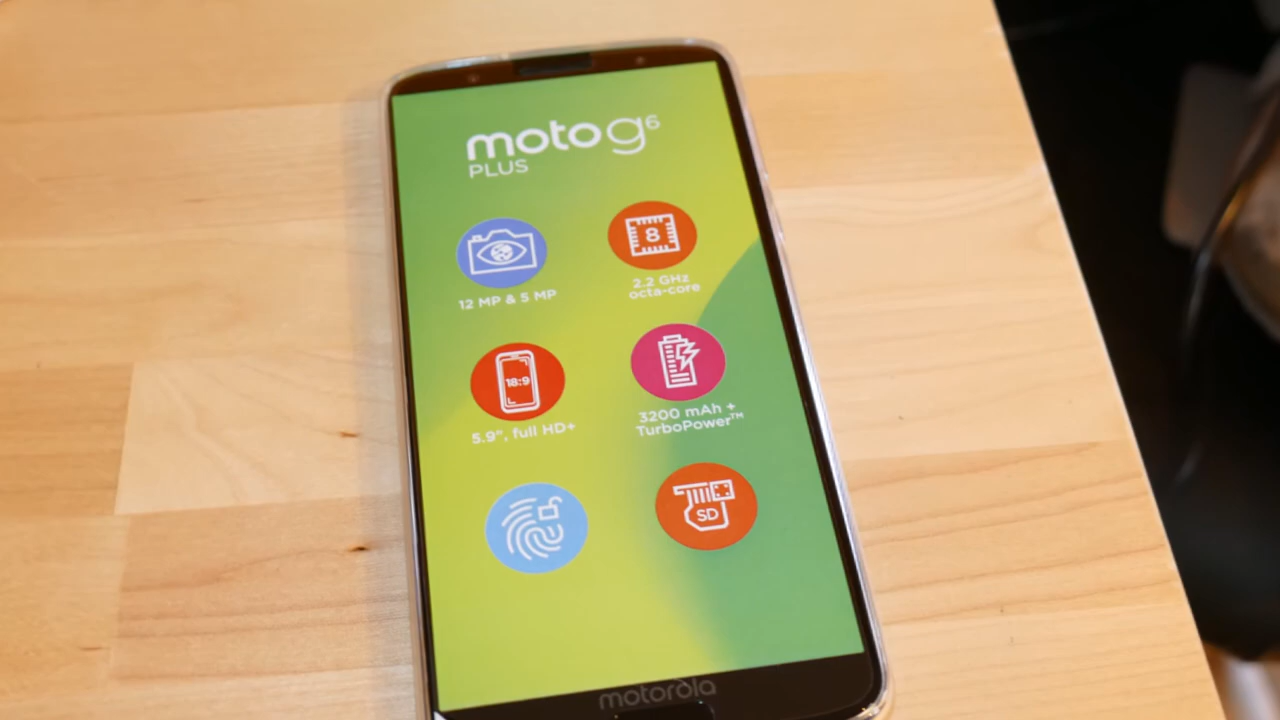 moto g6
PLUS
8
12 MP & 5 MP
2.2 GHz
octa-core
18:9
5.9", full HD+
3200 mAh +
TurboPower™
SD
motorola